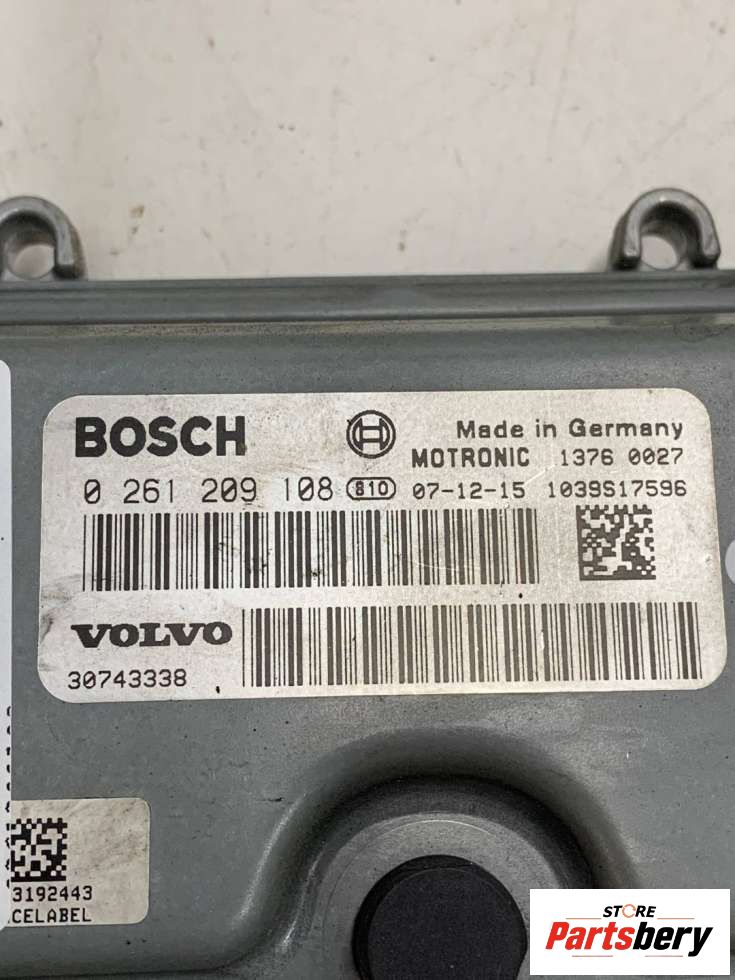 BOSCH
Made in Germany
MOTRONIC 1376 0027
0 261 209 108 810 07-12-15 1039S17596
VOLVO
30743338
3192443
CELABEL
STORE
Partsbery